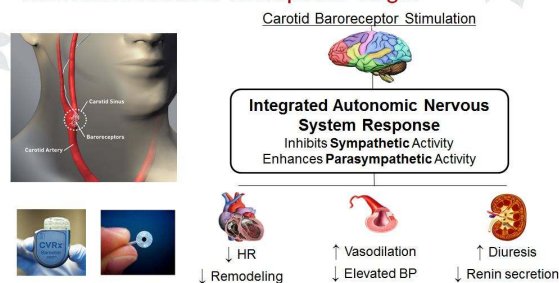 Carotid Baroreceptor Stimulation
Carotid Sinus
Baroreceptors
Carotid Artery
Integrated Autonomic Nervous
System Response
Inhibits Sympathetic Activity
Enhances Parasympathetic Activity
CVRx
↓ HR
↓ Remodeling
↑ Vasodilation
↓ Elevated BP
↑ Diuresis
↓ Renin secretion